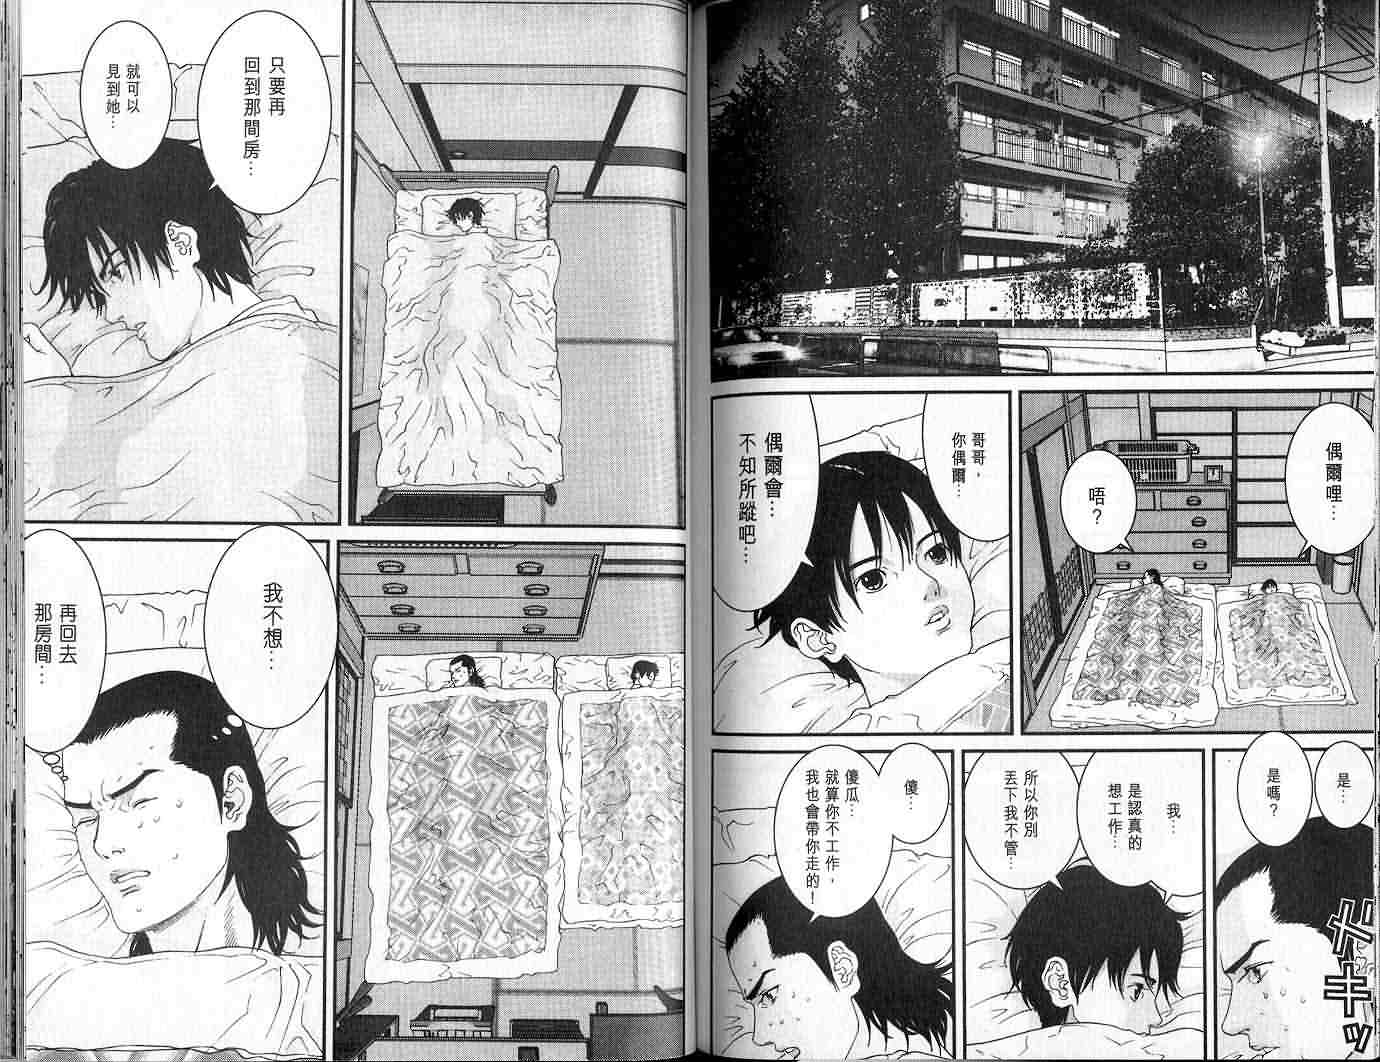 偶爾哩…
唔?
哥哥,
你偶爾…
偶爾會…
不知所蹤吧…
ドキッ
是…
是嗎?
我…
是認真的
想工作…
所以你別
丟下我不管…
傻…
傻瓜…
就算你不工作,
我也會帶你走的!
只要再
回到那間房…
就可以
見到她…
我不想…
再回去
那房間…